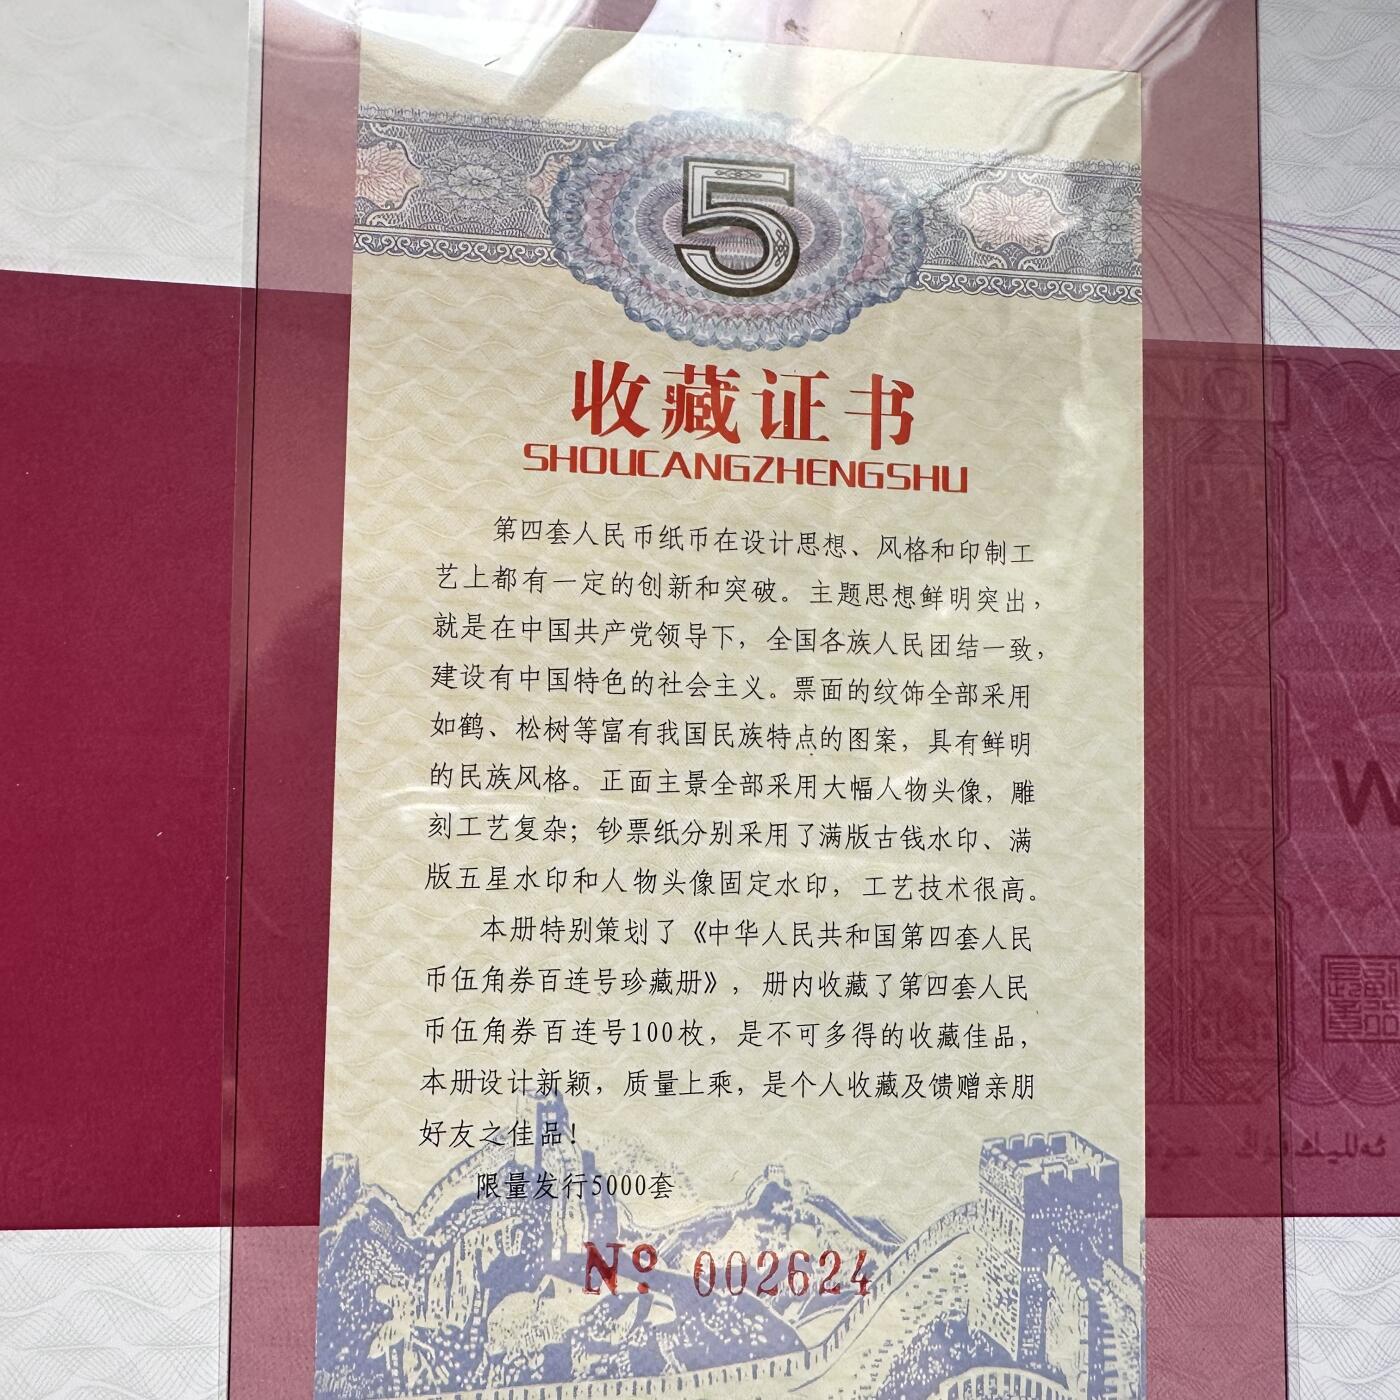 5
收藏证书
SHOUCANGZHENGSHU
第四套人民币纸币在设计思想、风格和印制工
艺上都有一定的创新和突破。主题思想鲜明突出，
就是在中国共产党领导下，全国各族人民团结一致，
建设有中国特色的社会主义。票面的纹饰全部采用
如鹤、松树等富有我国民族特点的图案，具有鲜明
的民族风格。正面主景全部采用大幅人物头像，雕
刻工艺复杂；钞票纸分别采用了满版古钱水印、满
版五星水印和人物头像固定水印，工艺技术很高。
本册特别策划了《中华人民共和国第四套人民
币伍角券百连号珍藏册》，册内收藏了第四套人民
币伍角券百连号100枚，是不可多得的收藏佳品，
本册设计新颖，质量上乘，是个人收藏及馈赠亲朋
好友之佳品！
限量发行5000套
Nº 002624